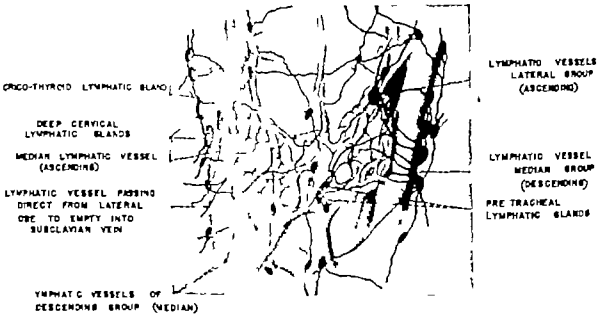 CRICO-THYROID LYMPHATIC GLAND
DEEP CERVICAL
LYMPHATIC GLANDS
MEDIAN LYMPHATIC VESSEL
(ASCENDING)
LYMPHATIC VESSEL PASSING
DIRECT FROM LATERAL
TO EMPTY INTO
SUBCLAVIAN VEIN
YMPHATIC VESSELS OF
DESCENDING GROUP (MEDIAN)
LYMPHATIC VESSELS
LATERAL GROUP
(ASCENDING)
LYMPHATIC VESSEL
MEDIAN GROUP
(DESCENDING)
PRE TRACHEAL
LYMPHATIC GLANDS